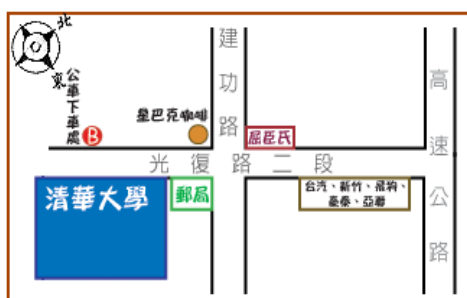 北
東
公車下車處
B
星巴克咖啡
建功路
屈臣氏
高速公路
光復路二段
清華大學
郵局
台汽、新竹、飛狗、
豪泰、亞聯